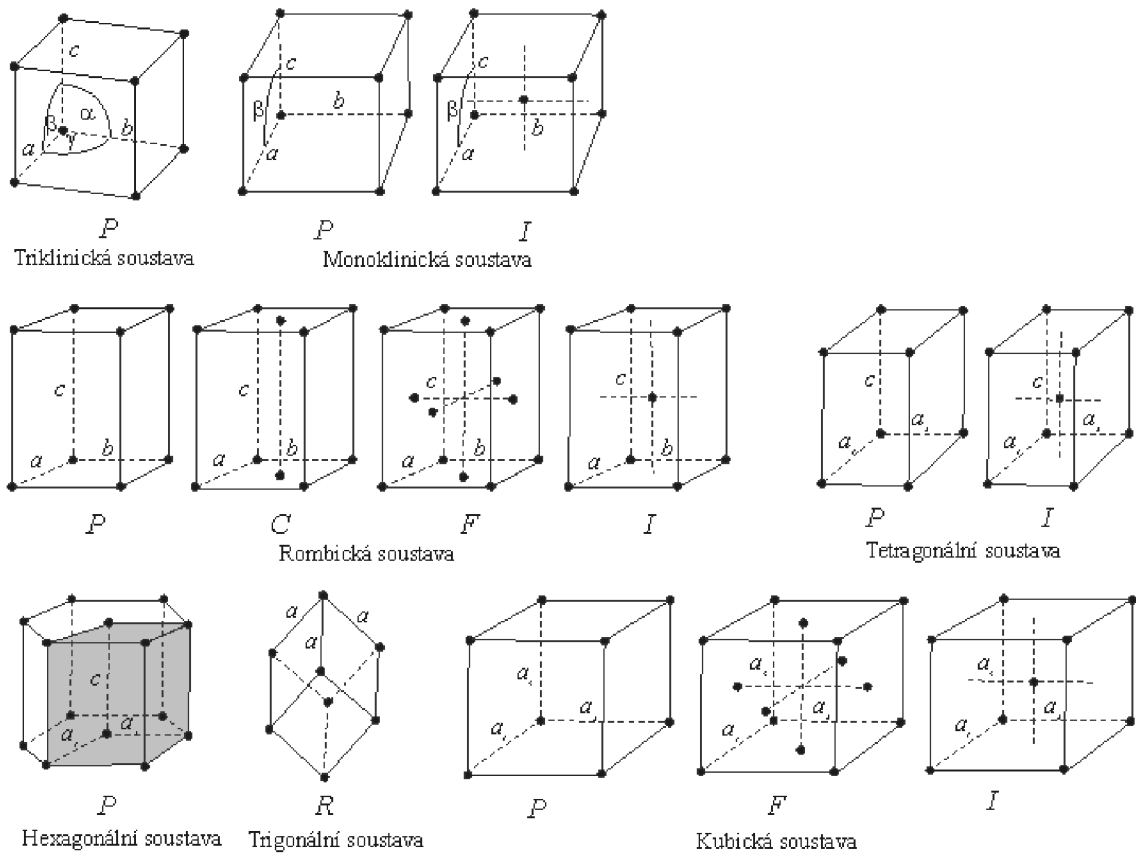 c
α
β
γ
b
a
c
β
b
a
c
β
b
a
P
P
I
Triklinická soustava
Monoklinická soustava
c
a
b
c
a
b
c
a
b
c
a
b
c
a
c
a
P
C
F
I
P
I
Rombická soustava
Tetragonální soustava
c
a
a
a
a
a
a
a
a
a
a
a
a
a
a
P
R
P
F
I
Hexagonální soustava
Trigonální soustava
Kubická soustava